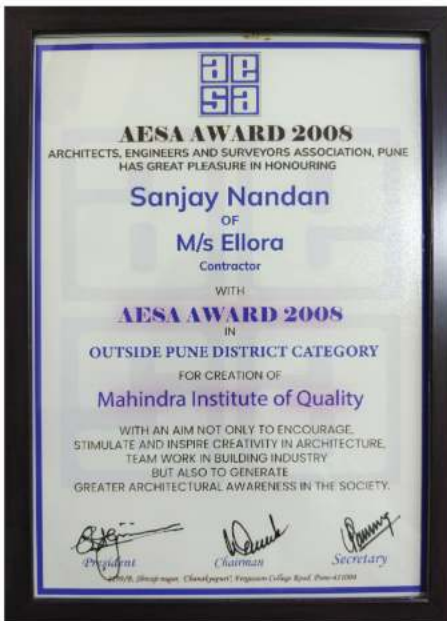 aesa
AESA AWARD 2008
ARCHITECTS, ENGINEERS AND SURVEYORS ASSOCIATION, PUNE
HAS GREAT PLEASURE IN HONOURING
Sanjay Nandan
OF
M/s Ellora
Contractor
WITH
AESA AWARD 2008
IN
OUTSIDE PUNE DISTRICT CATEGORY
FOR CREATION OF
Mahindra Institute of Quality
WITH AN AIM NOT ONLY TO ENCOURAGE,
STIMULATE AND INSPIRE CREATIVITY IN ARCHITECTURE,
TEAM WORK IN BUILDING INDUSTRY
BUT ALSO TO GENERATE
GREATER ARCHITECTURAL AWARENESS IN THE SOCIETY.
President Chairman Secretary
Fergusson College Road, Pune-411004